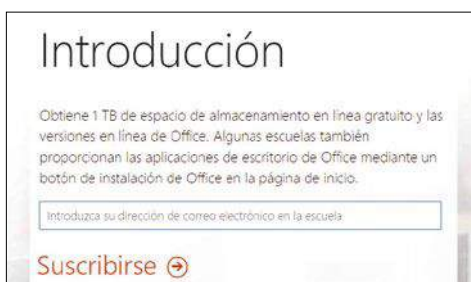 Introducción
Obtiene 1 TB de espacio de almacenamiento en línea gratuito y las
versiones en línea de Office. Algunas escuelas también
proporcionan las aplicaciones de escritorio de Office mediante un
botón de instalación de Office en la página de inicio.
Introduzca su dirección de correo electrónico en la escuela
Suscribirse